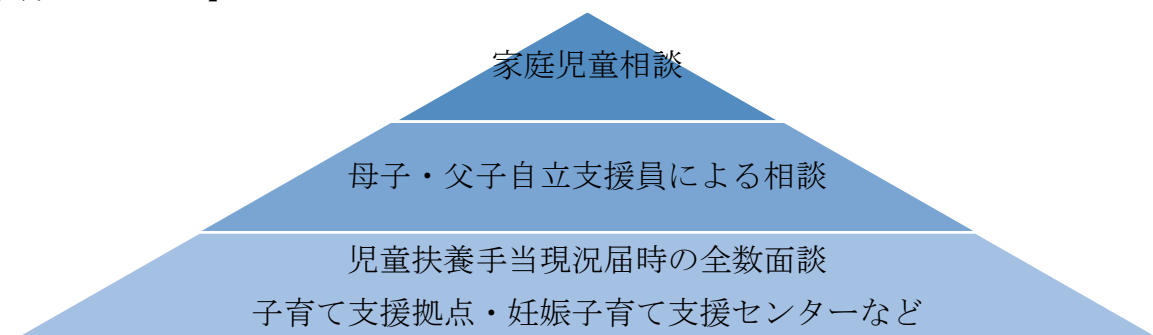 家庭児童相談
母子・父子自立支援員による相談
児童扶養手当現況届時の全数面談
子育て支援拠点・妊娠子育て支援センターなど